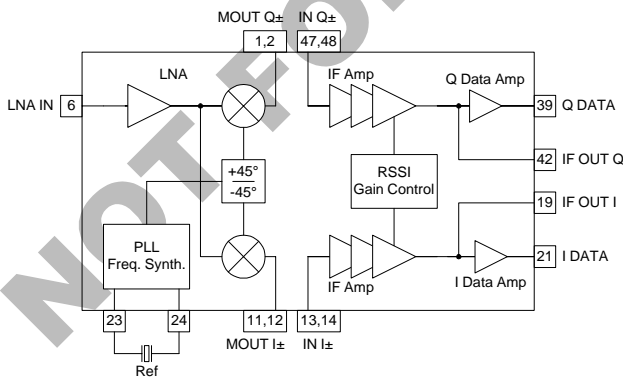 MOUT Q± IN Q±
1,2 47,48
LNA IF Amp Q Data Amp
LNA IN 6 39 Q DATA
42 IF OUT Q
+45°
-45°
RSSI
Gain Control
19 IF OUT I
PLL
Freq. Synth.
21 I DATA
IF Amp I Data Amp
23 24 11,12 13,14
MOUT I± IN I±
Ref
NOT FO